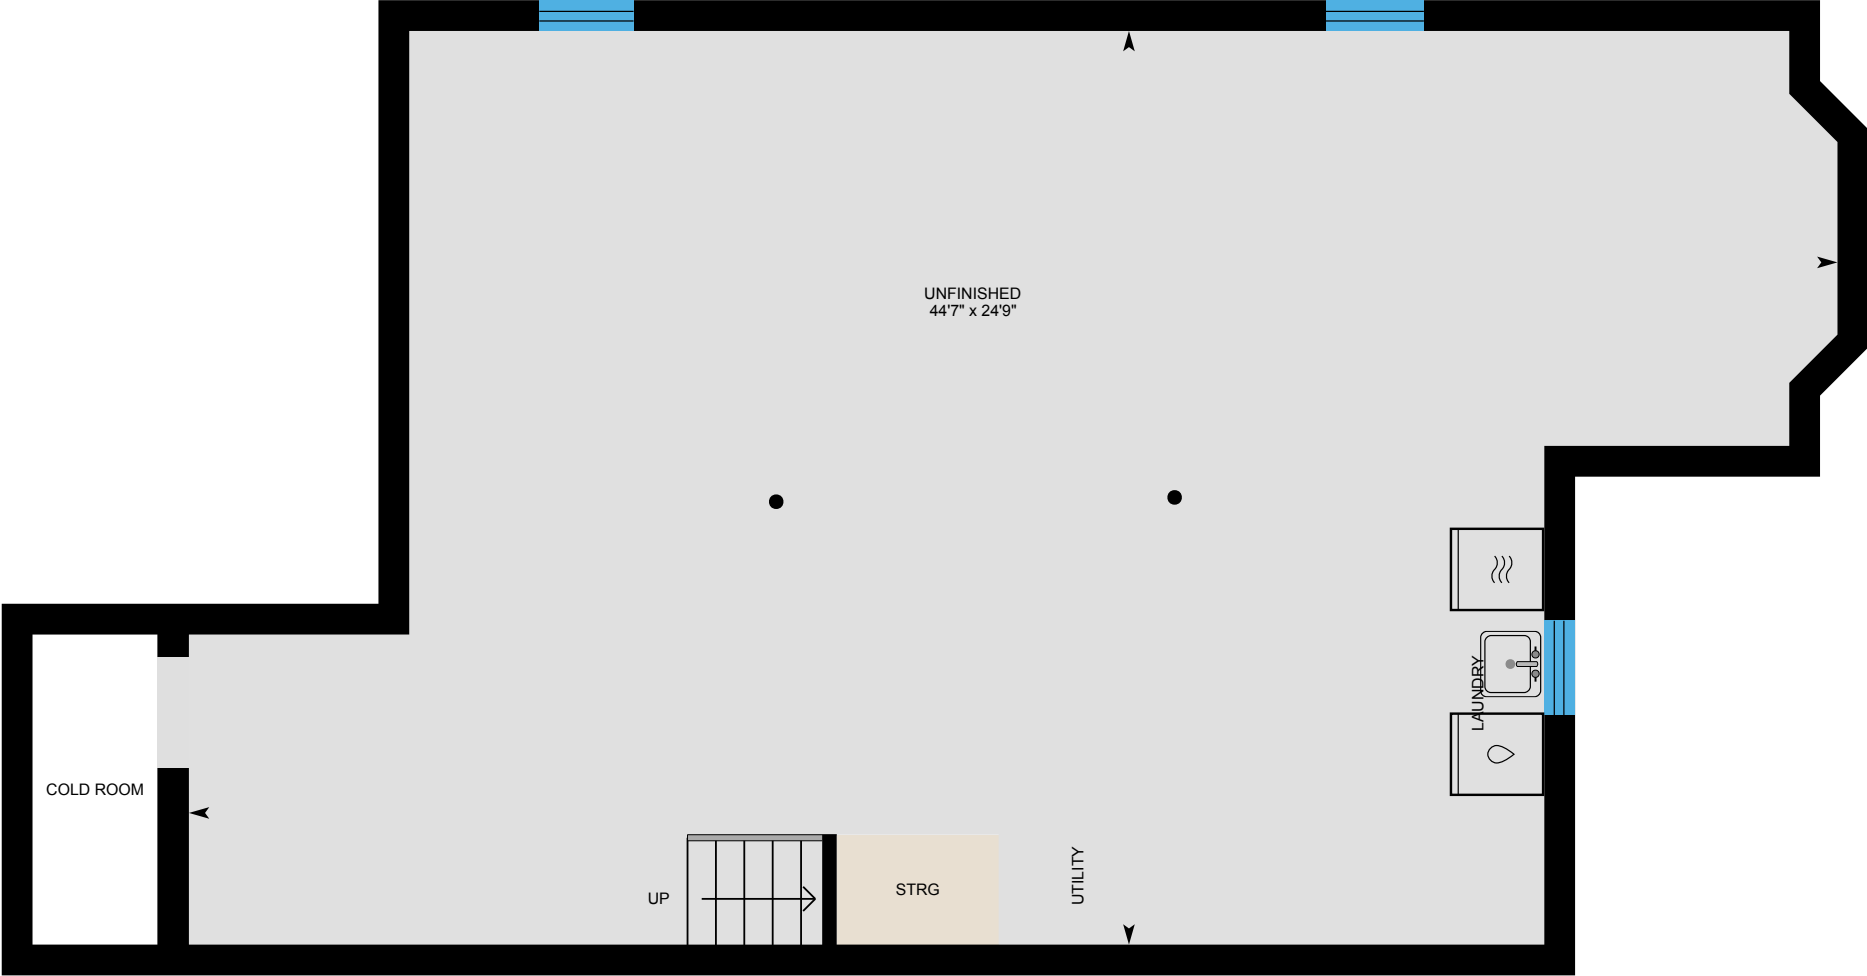 UNFINISHED
44'7" x 24'9"
LAUNDRY
COLD ROOM
UP
STRG
UTILITY